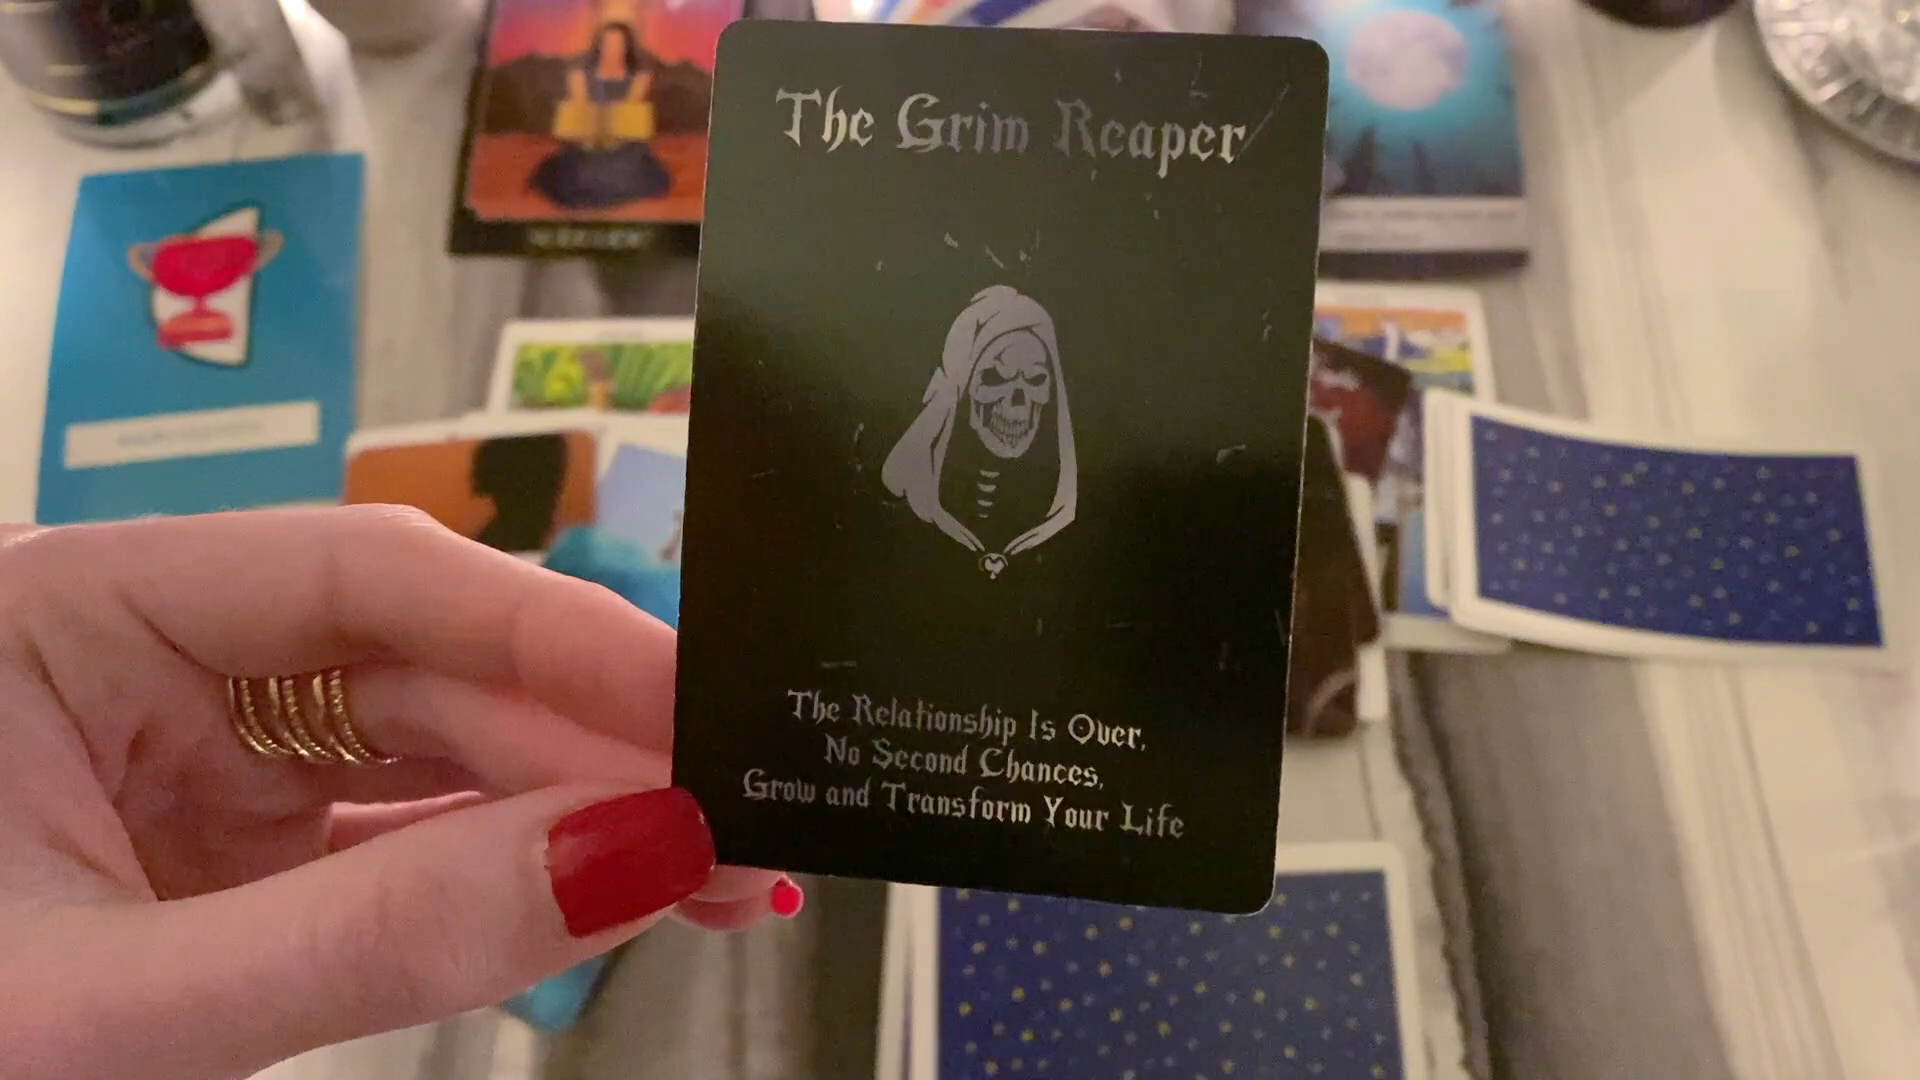 The Grim Reaper
The Relationship Is Over,
No Second Chances,
Grow and Transform Your Life